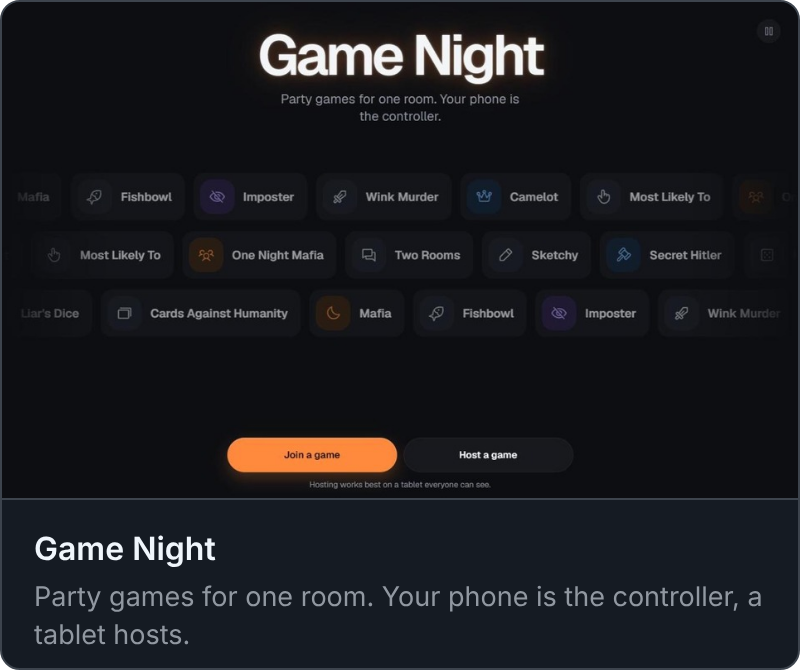 Game Night
Party games for one room. Your phone is
the controller.
Mafia Fishbowl Imposter Wink Murder Camelot Most Likely To
Most Likely To One Night Mafia Two Rooms Sketchy Secret Hitler
Liar's Dice Cards Against Humanity Mafia Fishbowl Imposter Wink Murder
Join a game Host a game
Hosting works best on a tablet everyone can see.
Game Night
Party games for one room. Your phone is the controller, a
tablet hosts.